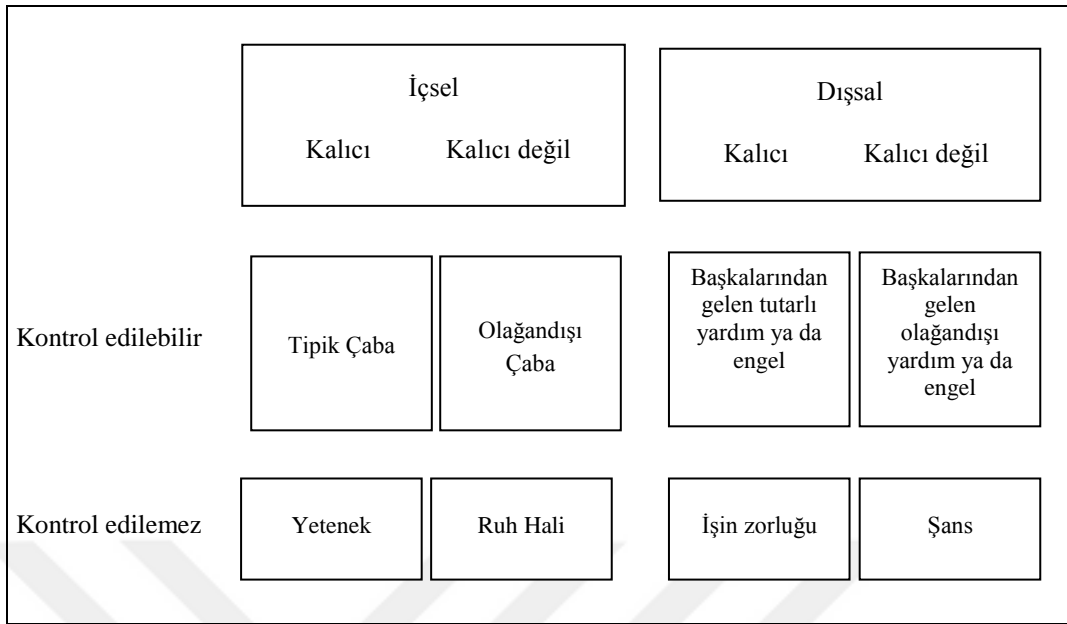 İçsel
Kalıcı Kalıcı değil
Dışsal
Kalıcı Kalıcı değil
Kontrol edilebilir
Tipik Çaba
Olağandışı
Çaba
Başkalarından
gelen tutarlı
yardım ya da
engel
Başkalarından
gelen
olağandışı
yardım ya da
engel
Kontrol edilemez
Yetenek
Ruh Hali
İşin zorluğu
Şans